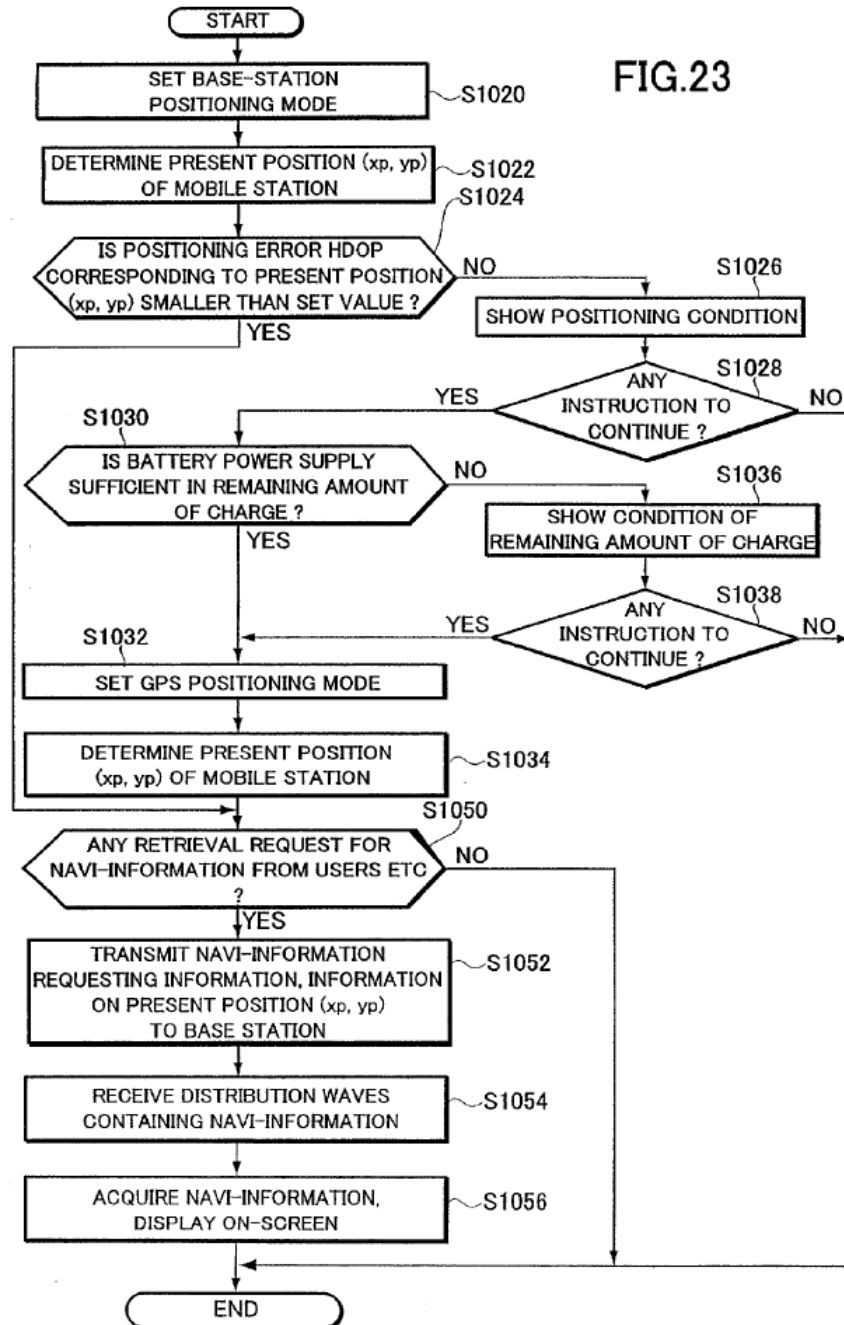 START
FIG.23
SET BASE-STATION
POSITIONING MODE
S1020
DETERMINE PRESENT POSITION (xp, yp)
OF MOBILE STATION
S1022
S1024
IS POSITIONING ERROR HDOP
CORRESPONDING TO PRESENT POSITION
(xp, yp) SMALLER THAN SET VALUE ?
NO
YES
S1026
SHOW POSITIONING CONDITION
S1028
ANY
INSTRUCTION TO
CONTINUE ?
YES
NO
S1030
IS BATTERY POWER SUPPLY
SUFFICIENT IN REMAINING AMOUNT
OF CHARGE ?
NO
YES
S1036
SHOW CONDITION OF
REMAINING AMOUNT OF CHARGE
S1038
ANY
INSTRUCTION TO
CONTINUE ?
YES
NO
S1032
SET GPS POSITIONING MODE
DETERMINE PRESENT POSITION
(xp, yp) OF MOBILE STATION
S1034
S1050
ANY RETRIEVAL REQUEST FOR
NAVI-INFORMATION FROM USERS ETC
?
NO
YES
TRANSMIT NAVI-INFORMATION
REQUESTING INFORMATION, INFORMATION
ON PRESENT POSITION (xp, yp)
TO BASE STATION
S1052
RECEIVE DISTRIBUTION WAVES
CONTAINING NAVI-INFORMATION
S1054
ACQUIRE NAVI-INFORMATION,
DISPLAY ON-SCREEN
S1056
END